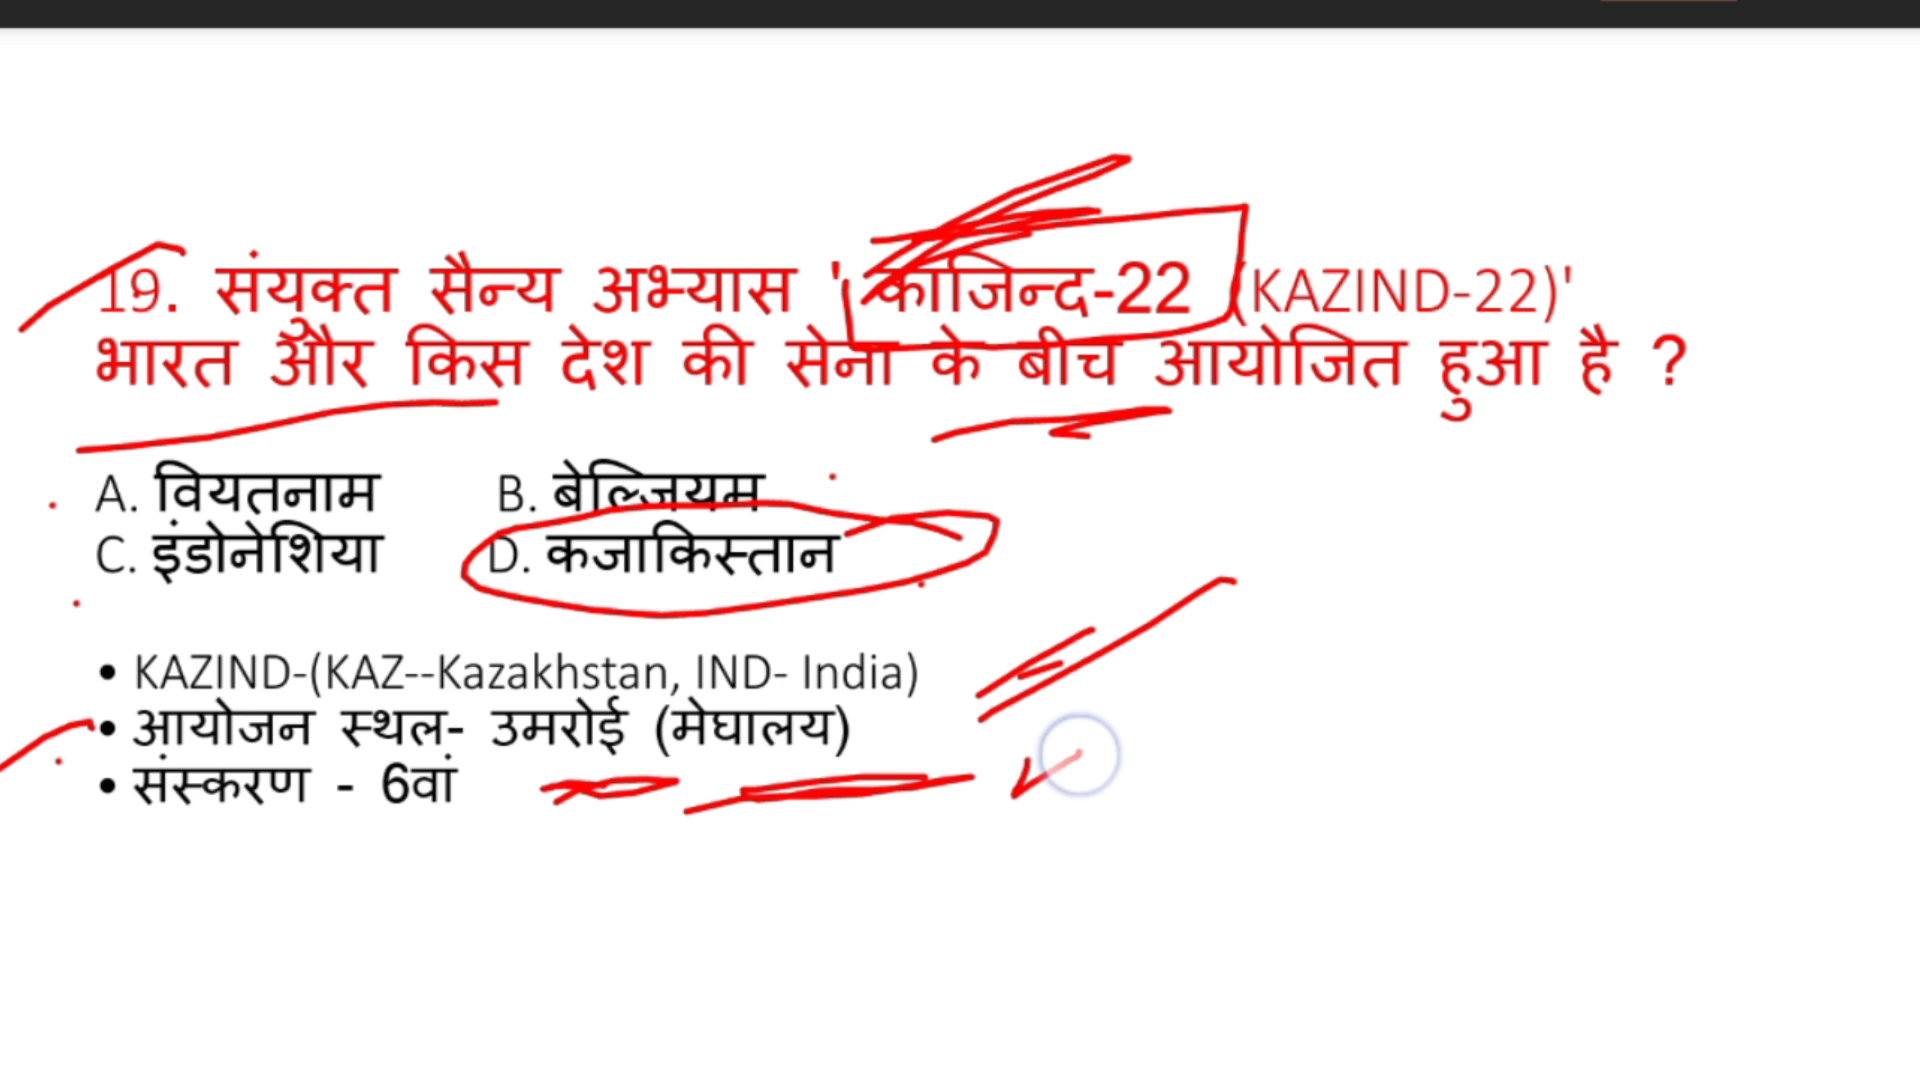 19. संयुक्त सैन्य अभ्यास ' काजिन्द-22 (KAZIND-22)'
भारत और किस देश की सेना के बीच आयोजित हुआ है ?
A. वियतनाम B. बेल्जियम
C. इंडोनेशिया D. कजाकिस्तान
• KAZIND-(KAZ--Kazakhstan, IND- India)
• आयोजन स्थल- उमरोई (मेघालय)
• संस्करण - 6वां